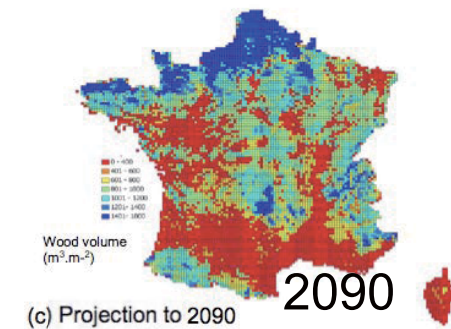 0 - 400
401 - 600
601 - 800
801 - 1000
1001 - 1200
1201 - 1400
1401 - 1800
Wood volume
(m³.m-²)
2090
(c) Projection to 2090